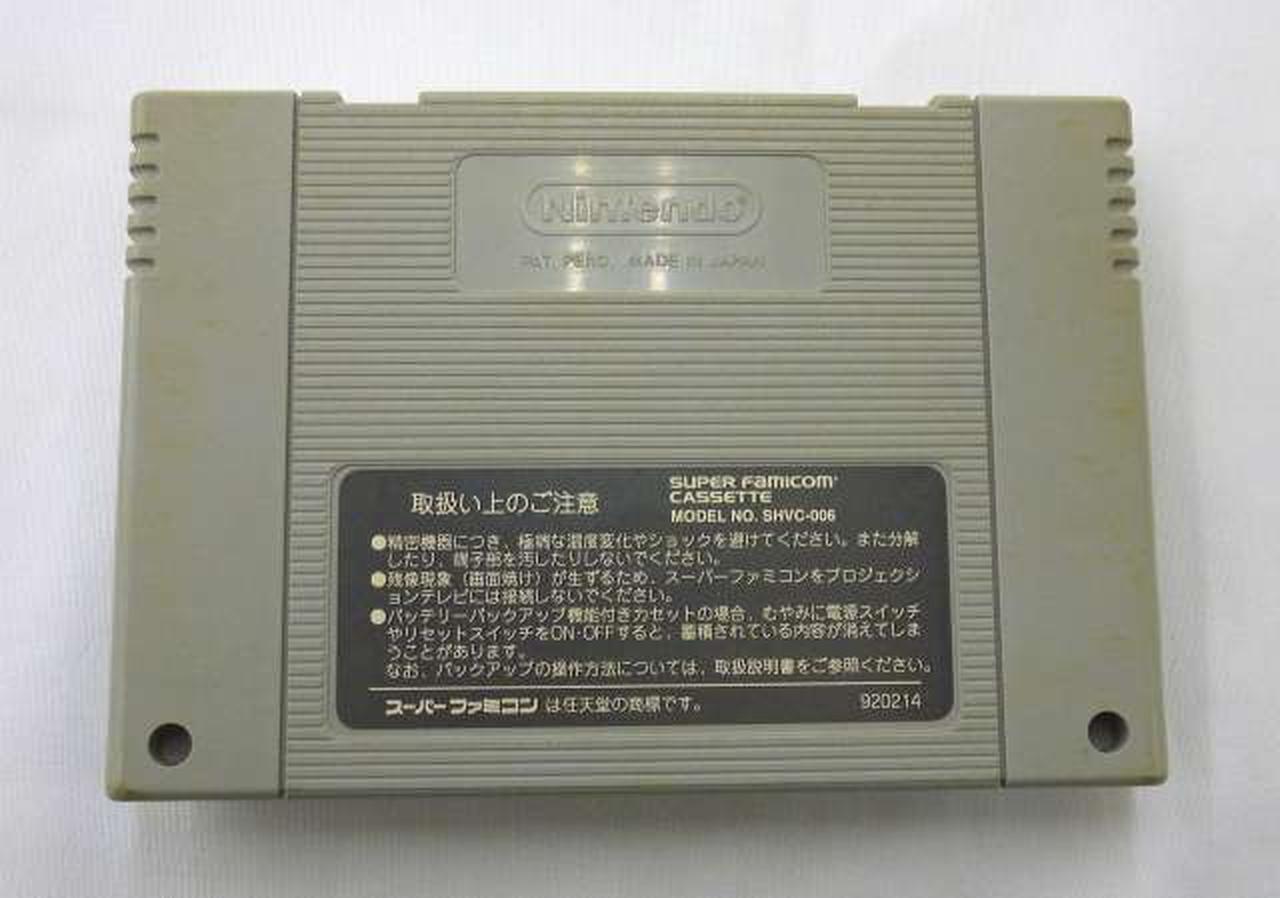 Nintendo®
PAT. PEND. MADE IN JAPAN
取扱い上のご注意
SUPER FAMICOM®
CASSETTE
MODEL NO. SHVC-006
●精密機器につき、極端な温度変化やショックを避けてください。また分解
したり、端子部を汚したりしないでください。
●残像現象（画面焼け）が生ずるため、スーパーファミコンをプロジェクシ
ョンテレビには接続しないでください。
●バッテリーバックアップ機能付きカセットの場合、むやみに電源スイッチ
やリセットスイッチをON・OFFすると、蓄積されている内容が消えてしま
うことがあります。
なお、バックアップの操作方法については、取扱説明書をご参照ください。
スーパーファミコン は任天堂の商標です。
920214